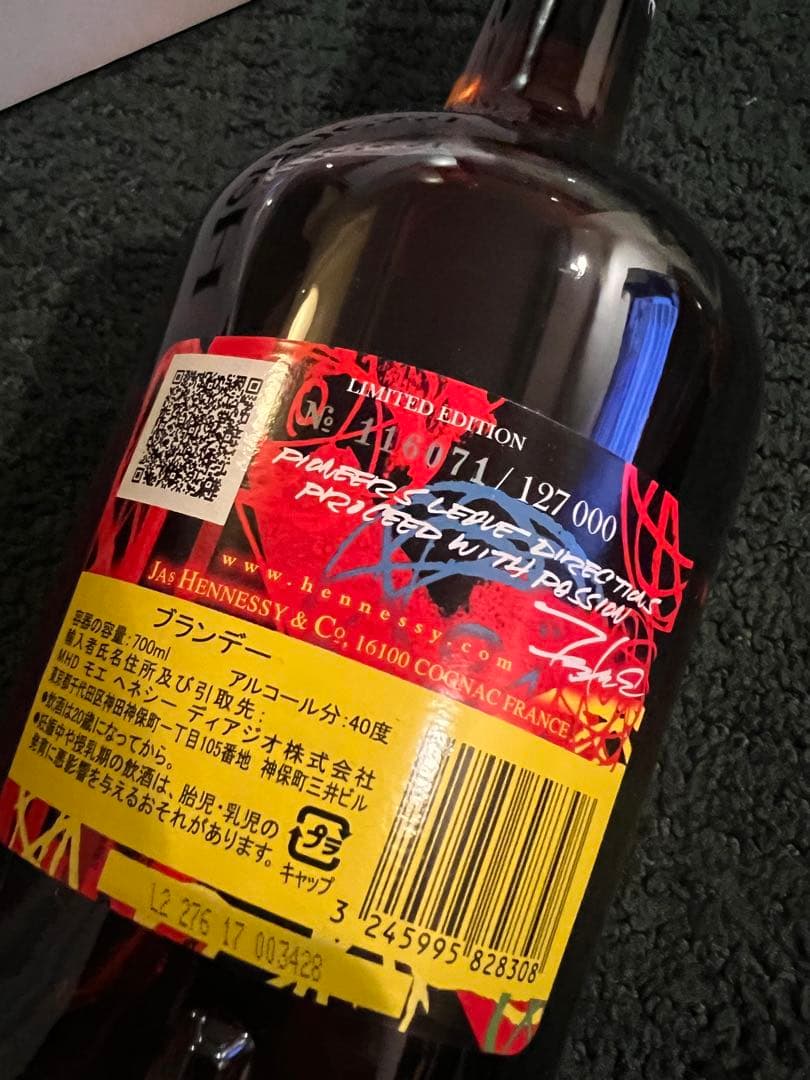 LIMITED EDITION
No 116071 / 127 000
PIONEERS LEAVE DIRECTIONS
PROCEED WITH PASSION
www.hennessy.com
JAS HENNESSY & CO, 16100 COGNAC FRANCE
ブランデー
容器の容量:700ml アルコール分:40度
輸入者氏名住所及び引取先:
MHD モエ ヘネシー ディアジオ株式会社
東京都千代田区神田神保町一丁目105番地 神保町三井ビル
●飲酒は20歳になってから。
●妊娠中や授乳期の飲酒は、胎児・乳児の
発育に悪影響を与えるおそれがあります。
プラ
キャップ
3 245995 828308
L2 276 17 003428